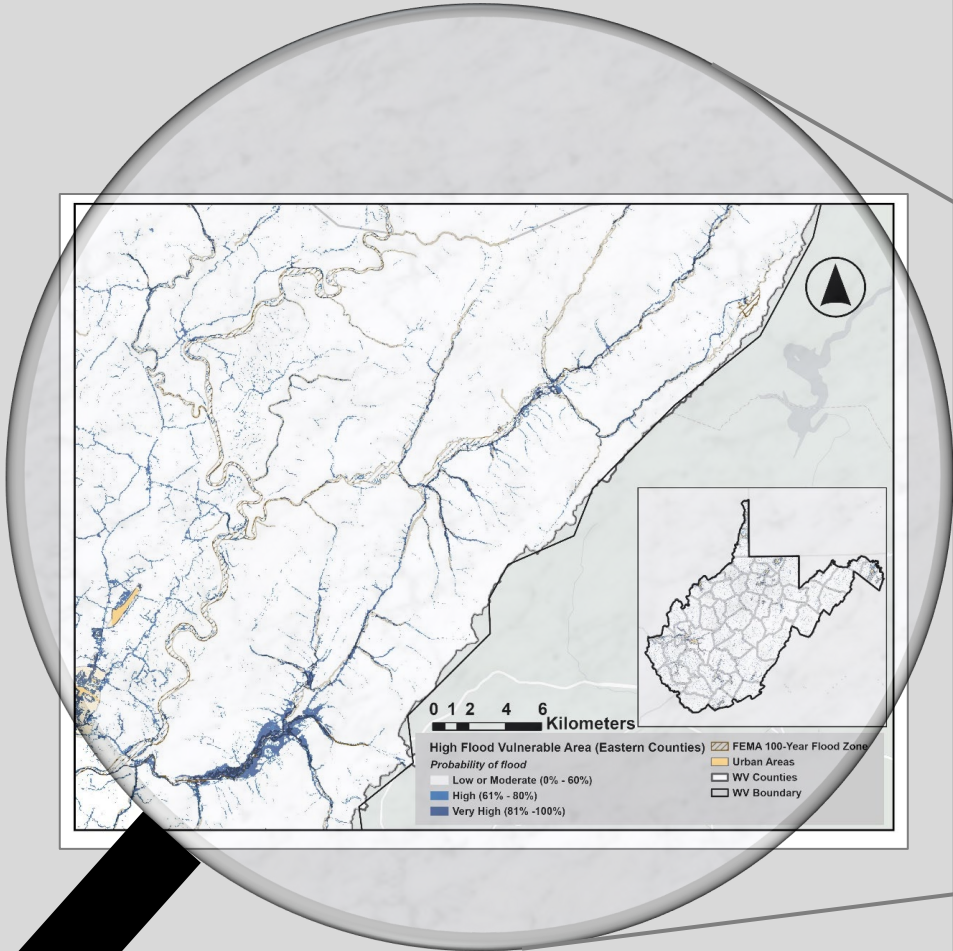 0 1 2 4 6
Kilometers
High Flood Vulnerable Area (Eastern Counties)
Probability of flood
Low or Moderate (0% - 60%)
High (61% - 80%)
Very High (81% -100%)
FEMA 100-Year Flood Zone
Urban Areas
WV Counties
WV Boundary